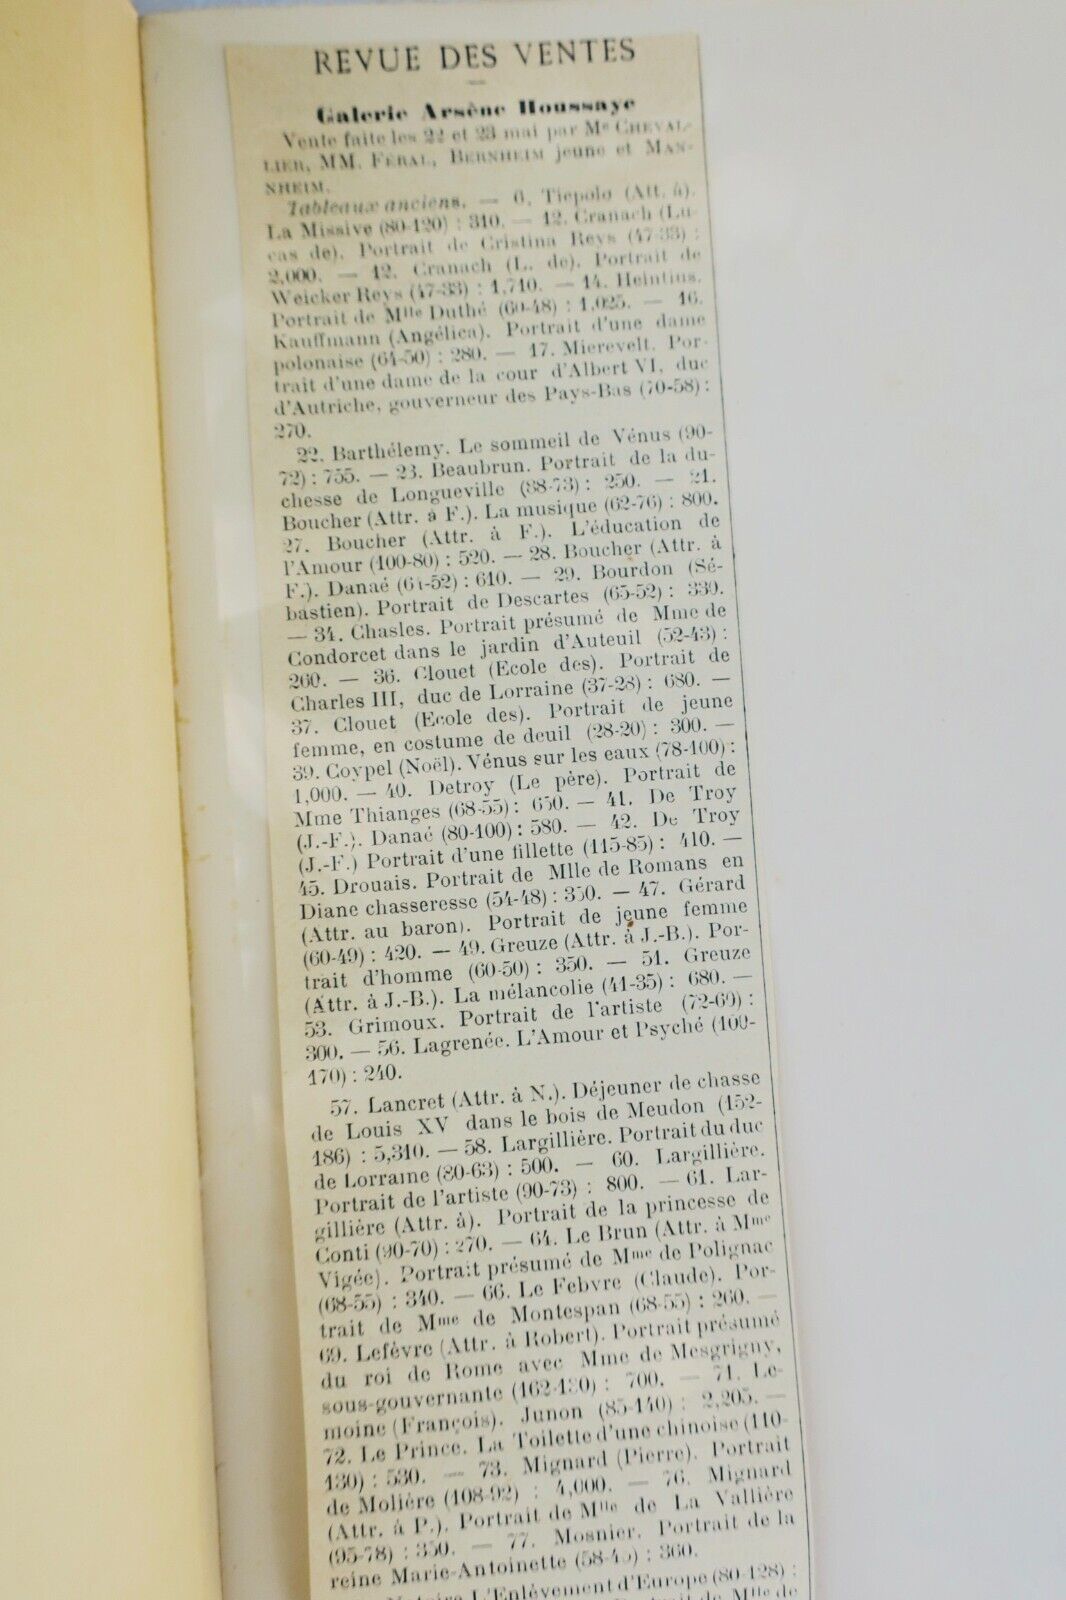 REVUE DES VENTES
Galerie Arsène Houssaye
Vente faite les 22 et 23 mai par Me CHEVAL-
LIER, MM. FÉRAL, BERNHEIM jeune et MAN-
NHEIM.
Tableaux anciens. — 6. Tiepolo (Att. à).
La Missive (80-120) : 310. — 12. Cranach (Lu-
cas de). Portrait de Cristina Reys (47-33) :
2,000. — 12. Cranach (L. de). Portrait de
Weicker Reys (47-33) : 1,710. — 14. Heintius.
Portrait de Mlle Duthé (60-48) : 1,025. — 16.
Kauffmann (Angélica). Portrait d'une dame
polonaise (64-50) : 280. — 17. Mierevelt. Por-
trait d'une dame de la cour d'Albert VI, duc
d'Autriche, gouverneur des Pays-Bas (70-58) :
270.
22. Barthélemy. Le sommeil de Vénus (90-
72) : 755. — 23. Beaubrun. Portrait de la du-
chesse de Longueville (88-73) : 250. — 21.
Boucher (Attr. à F.). La musique (62-76) : 800.
27. Boucher (Attr. à F.). L'éducation de
l'Amour (100-80) : 520. — 28. Boucher (Attr. à
F.). Danaé (61-52) : 610. — 29. Bourdon (Sé-
bastien). Portrait de Descartes (65-52) : 330.
— 34. Chasles. Portrait présumé de Mme de
Condorcet dans le jardin d'Auteuil (52-43) :
260. — 36. Clouet (Ecole des). Portrait de
Charles III, duc de Lorraine (37-28) : 680. —
37. Clouet (Ecole des). Portrait de jeune
femme, en costume de deuil (28-20) : 300. —
39. Coypel (Noël). Vénus sur les eaux (78-100) :
1,000. — 40. Detroy (Le père). Portrait de
Mme Thianges (68-55) : 650. — 41. De Troy
(J.-F.). Danaé (80-100) : 580. — 42. De Troy
(J.-F.) Portrait d'une fillette (115-85) : 410. —
45. Drouais. Portrait de Mlle de Romans en
Diane chasseresse (54-48) : 350. — 47. Gérard
(Attr. au baron). Portrait de jeune femme
(60-49) : 420. — 49. Greuze (Attr. à J.-B.). Por-
trait d'homme (60-50) : 350. — 51. Greuze
(Attr. à J.-B.). La mélancolie (41-35) : 680. —
53. Grimoux. Portrait de l'artiste (72-60) :
300. — 56. Lagrenée. L'Amour et Psyché (100-
170) : 240.
57. Lancret (Attr. à N.). Déjeuner de chasse
de Louis XV dans le bois de Meudon (152-
186) : 5,310. — 58. Largillière. Portrait du duc
de Lorraine (80-63) : 500. — 60. Largillière.
Portrait de l'artiste (90-73) : 800. — 61. Lar-
gillière (Attr. à). Portrait de la princesse de
Conti (90-70) : 270. — 64. Le Brun (Attr. à Mme
Vigée). Portrait présumé de Mme de Polignac
(68-55) : 340. — 66. Le Febvre (Claude). Por-
trait de Mme de Montespan (68-55) : 260. —
69. Lefèvre (Attr. à Robert). Portrait présumé
du roi de Rome avec Mme de Mesgrigny,
sous-gouvernante (162-130) : 700. — 71. Le-
moine (François). Junon (85-140) : 2,205. —
72. Le Prince. La Toilette d'une chinoise (110-
130) : 530. — 73. Mignard (Pierre). Portrait
de Molière (108-92) : 4,000. — 76. Mignard
(Attr. à P.). Portrait de Mlle de La Vallière
(95-78) : 350. — 77. Mosnier. Portrait de la
reine Marie-Antoinette (58-45) : 360.
Natoire L'Enlèvement d'Europe (80-128) :
Portrait de Mlle de